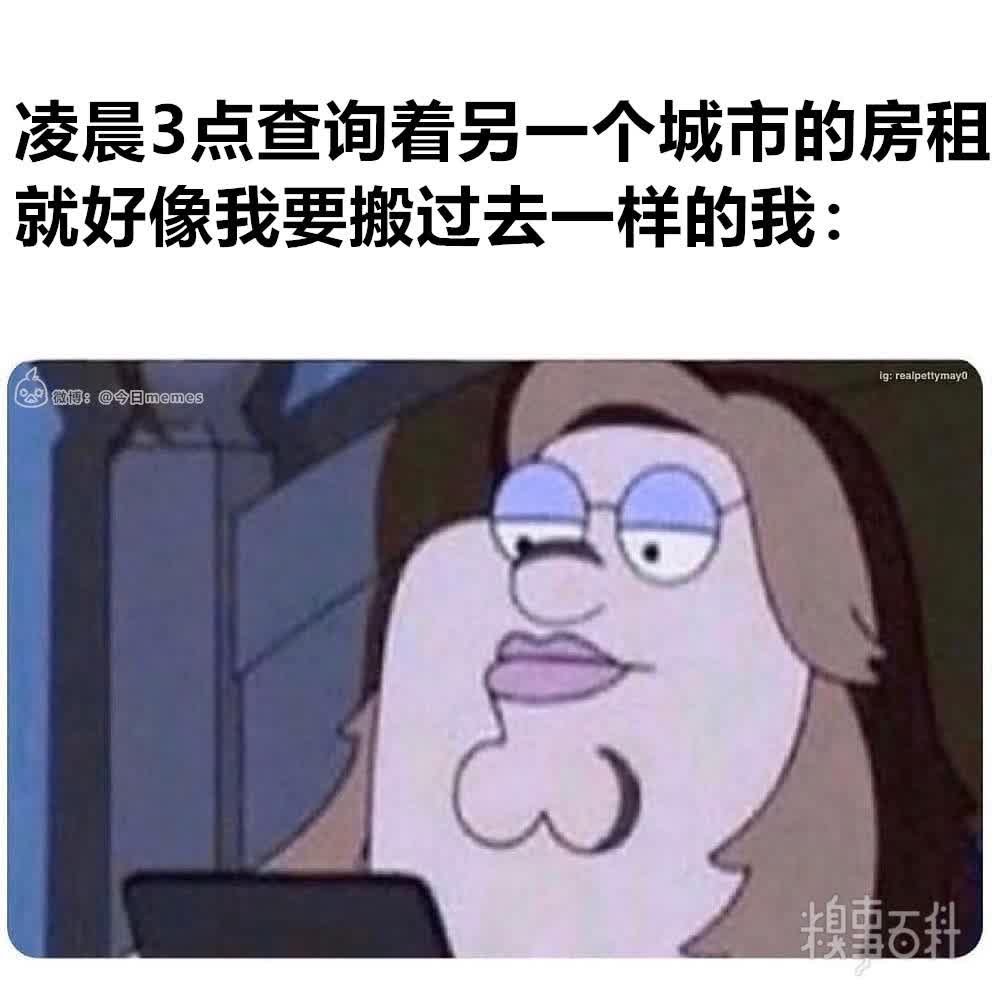 凌晨3点查询着另一个城市的房租
就好像我要搬过去一样的我：
微博：@今日memes
ig: realpettymay0
糗事百科